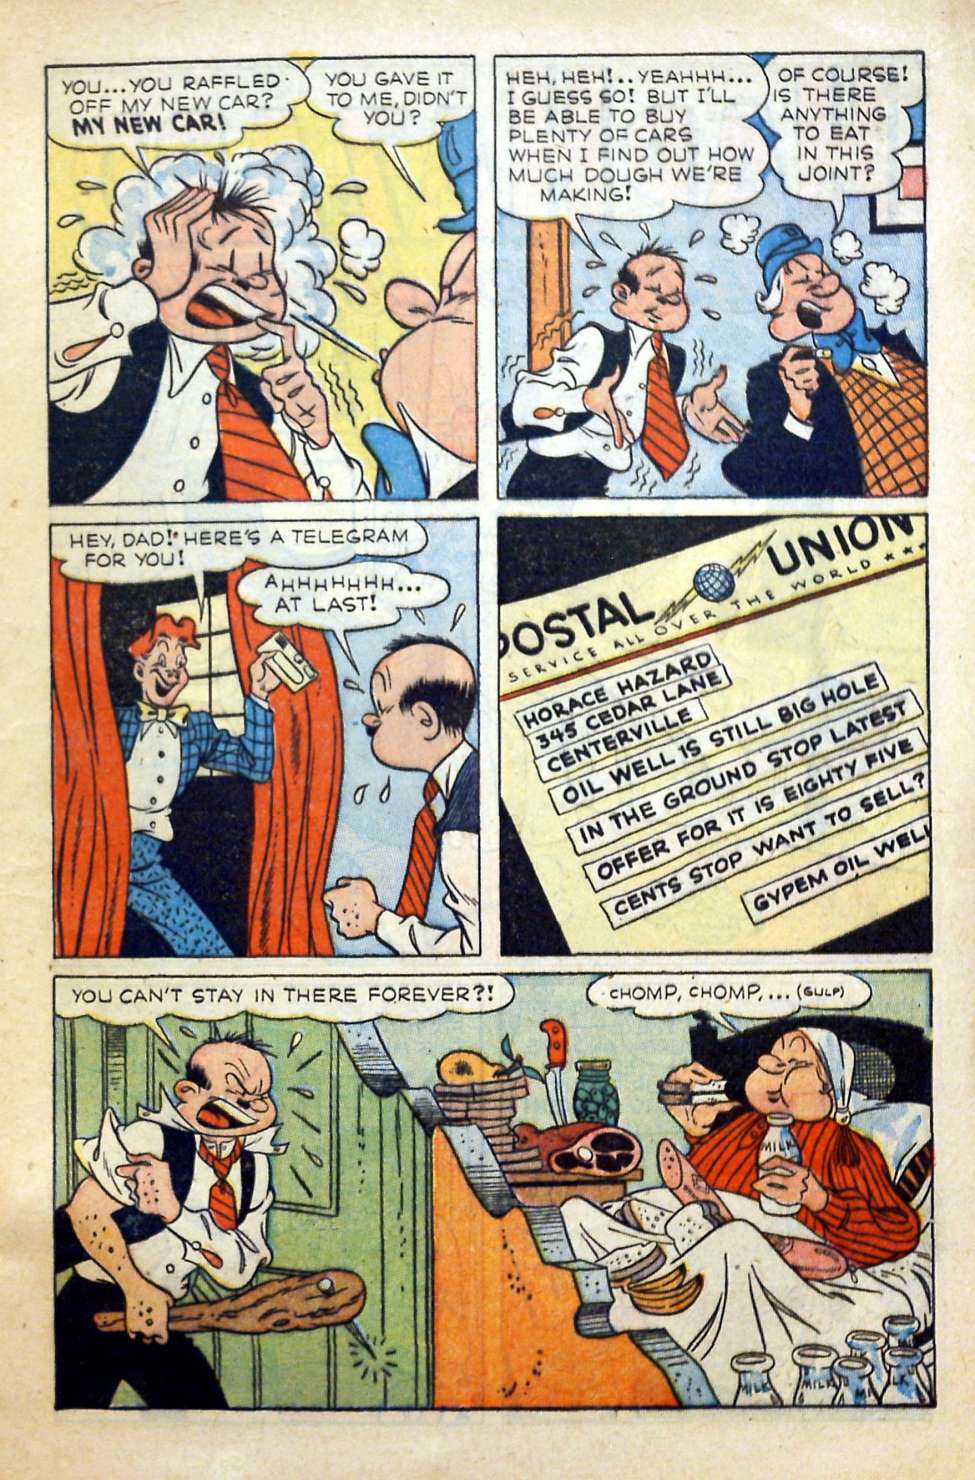 YOU...YOU RAFFLED
OFF MY NEW CAR?
MY NEW CAR!
YOU GAVE IT
TO ME, DIDN'T
YOU?
HEH, HEH!..YEAHHH...
I GUESS SO! BUT I'LL
BE ABLE TO BUY
PLENTY OF CARS
WHEN I FIND OUT HOW
MUCH DOUGH WE'RE
MAKING!
OF COURSE!
IS THERE
ANYTHING
TO EAT
IN THIS
JOINT?
HEY, DAD! HERE'S A TELEGRAM
FOR YOU!
AHHHHHHH...
AT LAST!
POSTAL UNION
SERVICE ALL OVER THE WORLD ★★★
HORACE HAZARD
345 CEDAR LANE
CENTERVILLE
OIL WELL IS STILL BIG HOLE
IN THE GROUND STOP LATEST
OFFER FOR IT IS EIGHTY FIVE
CENTS STOP WANT TO SELL?
GYPEM OIL WELL
YOU CAN'T STAY IN THERE FOREVER?!
CHOMP, CHOMP,... (GULP)
MILK
MILK
MILK
MI
ILK